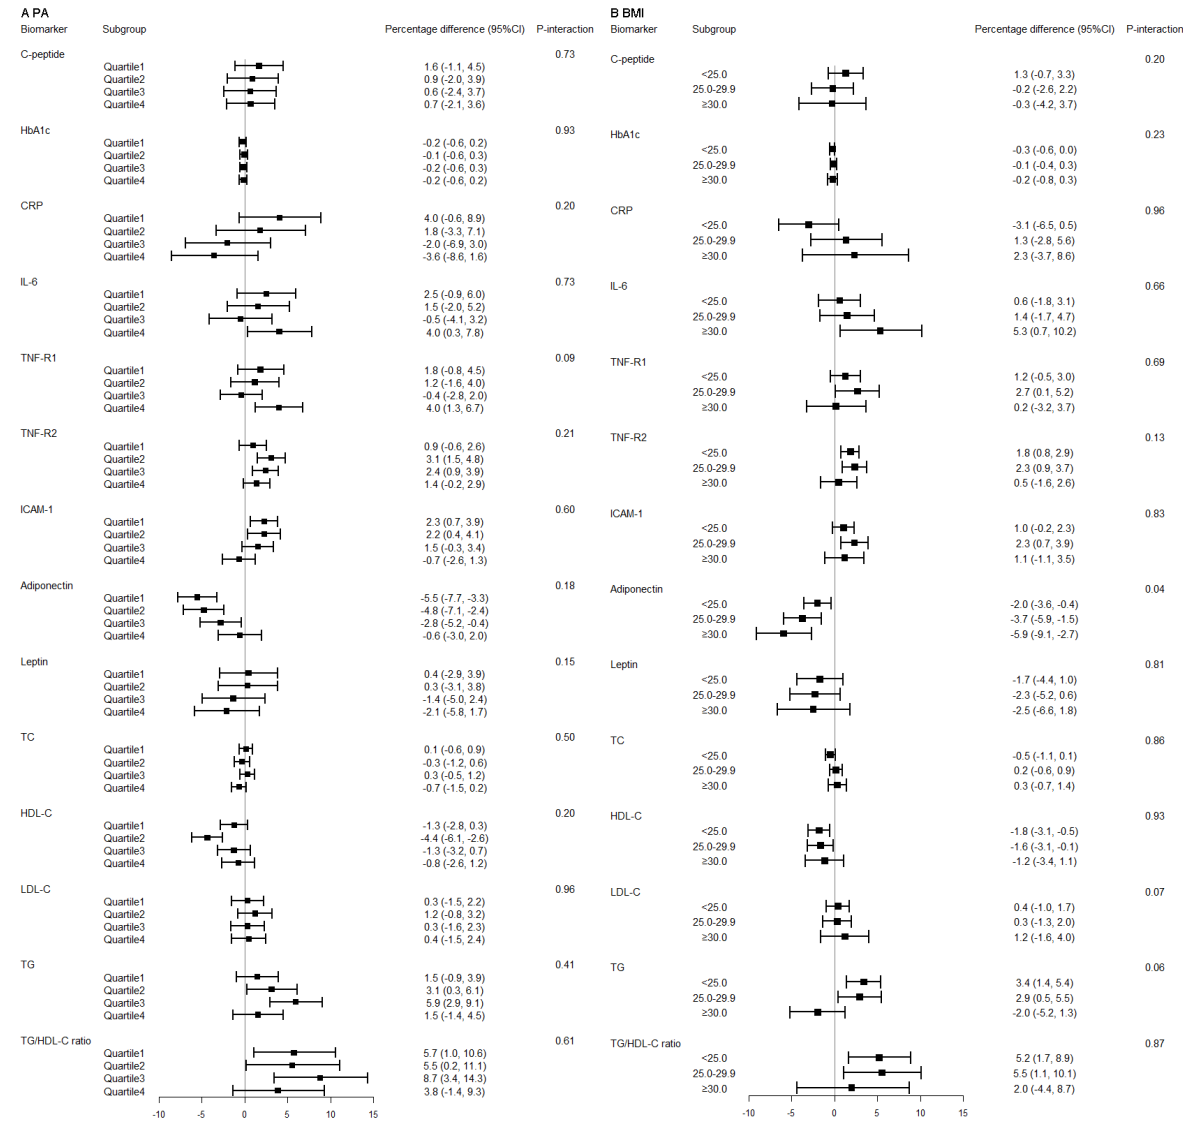 A PA
Biomarker Subgroup Percentage difference (95%CI) P-interaction
C-peptide 0.73
Quartile1 1.6 (-1.1, 4.5)
Quartile2 0.9 (-2.0, 3.9)
Quartile3 0.6 (-2.4, 3.7)
Quartile4 0.7 (-2.1, 3.6)
HbA1c 0.93
Quartile1 -0.2 (-0.6, 0.2)
Quartile2 -0.1 (-0.6, 0.3)
Quartile3 -0.2 (-0.6, 0.3)
Quartile4 -0.2 (-0.6, 0.2)
CRP 0.20
Quartile1 4.0 (-0.6, 8.9)
Quartile2 1.8 (-3.3, 7.1)
Quartile3 -2.0 (-6.9, 3.0)
Quartile4 -3.6 (-8.6, 1.6)
IL-6 0.73
Quartile1 2.5 (-0.9, 6.0)
Quartile2 1.5 (-2.0, 5.2)
Quartile3 -0.5 (-4.1, 3.2)
Quartile4 4.0 (0.3, 7.8)
TNF-R1 0.09
Quartile1 1.8 (-0.8, 4.5)
Quartile2 1.2 (-1.6, 4.0)
Quartile3 -0.4 (-2.8, 2.0)
Quartile4 4.0 (1.3, 6.7)
TNF-R2 0.21
Quartile1 0.9 (-0.6, 2.6)
Quartile2 3.1 (1.5, 4.8)
Quartile3 2.4 (0.9, 3.9)
Quartile4 1.4 (-0.2, 2.9)
ICAM-1 0.60
Quartile1 2.3 (0.7, 3.9)
Quartile2 2.2 (0.4, 4.1)
Quartile3 1.5 (-0.3, 3.4)
Quartile4 -0.7 (-2.6, 1.3)
Adiponectin 0.18
Quartile1 -5.5 (-7.7, -3.3)
Quartile2 -4.8 (-7.1, -2.4)
Quartile3 -2.8 (-5.2, -0.4)
Quartile4 -0.6 (-3.0, 2.0)
Leptin 0.15
Quartile1 0.4 (-2.9, 3.9)
Quartile2 0.3 (-3.1, 3.8)
Quartile3 -1.4 (-5.0, 2.4)
Quartile4 -2.1 (-5.8, 1.7)
TC 0.50
Quartile1 0.1 (-0.6, 0.9)
Quartile2 -0.3 (-1.2, 0.6)
Quartile3 0.3 (-0.5, 1.2)
Quartile4 -0.7 (-1.5, 0.2)
HDL-C 0.20
Quartile1 -1.3 (-2.8, 0.3)
Quartile2 -4.4 (-6.1, -2.6)
Quartile3 -1.3 (-3.2, 0.7)
Quartile4 -0.8 (-2.6, 1.2)
LDL-C 0.96
Quartile1 0.3 (-1.5, 2.2)
Quartile2 1.2 (-0.8, 3.2)
Quartile3 0.3 (-1.6, 2.3)
Quartile4 0.4 (-1.5, 2.4)
TG 0.41
Quartile1 1.5 (-0.9, 3.9)
Quartile2 3.1 (0.3, 6.1)
Quartile3 5.9 (2.9, 9.1)
Quartile4 1.5 (-1.4, 4.5)
TG/HDL-C ratio 0.61
Quartile1 5.7 (1.0, 10.6)
Quartile2 5.5 (0.2, 11.1)
Quartile3 8.7 (3.4, 14.3)
Quartile4 3.8 (-1.4, 9.3)
-10 -5 0 5 10 15
B BMI
Biomarker Subgroup Percentage difference (95%CI) P-interaction
C-peptide 0.20
<25.0 1.3 (-0.7, 3.3)
25.0-29.9 -0.2 (-2.6, 2.2)
≥30.0 -0.3 (-4.2, 3.7)
HbA1c 0.23
<25.0 -0.3 (-0.6, 0.0)
25.0-29.9 -0.1 (-0.4, 0.3)
≥30.0 -0.2 (-0.8, 0.3)
CRP 0.96
<25.0 -3.1 (-6.5, 0.5)
25.0-29.9 1.3 (-2.8, 5.6)
≥30.0 2.3 (-3.7, 8.6)
IL-6 0.66
<25.0 0.6 (-1.8, 3.1)
25.0-29.9 1.4 (-1.7, 4.7)
≥30.0 5.3 (0.7, 10.2)
TNF-R1 0.69
<25.0 1.2 (-0.5, 3.0)
25.0-29.9 2.7 (0.1, 5.2)
≥30.0 0.2 (-3.2, 3.7)
TNF-R2 0.13
<25.0 1.8 (0.8, 2.9)
25.0-29.9 2.3 (0.9, 3.7)
≥30.0 0.5 (-1.6, 2.6)
ICAM-1 0.83
<25.0 1.0 (-0.2, 2.3)
25.0-29.9 2.3 (0.7, 3.9)
≥30.0 1.1 (-1.1, 3.5)
Adiponectin 0.04
<25.0 -2.0 (-3.6, -0.4)
25.0-29.9 -3.7 (-5.9, -1.5)
≥30.0 -5.9 (-9.1, -2.7)
Leptin 0.81
<25.0 -1.7 (-4.4, 1.0)
25.0-29.9 -2.3 (-5.2, 0.6)
≥30.0 -2.5 (-6.6, 1.8)
TC 0.86
<25.0 -0.5 (-1.1, 0.1)
25.0-29.9 0.2 (-0.6, 0.9)
≥30.0 0.3 (-0.7, 1.4)
HDL-C 0.93
<25.0 -1.8 (-3.1, -0.5)
25.0-29.9 -1.6 (-3.1, -0.1)
≥30.0 -1.2 (-3.4, 1.1)
LDL-C 0.07
<25.0 0.4 (-1.0, 1.7)
25.0-29.9 0.3 (-1.3, 2.0)
≥30.0 1.2 (-1.6, 4.0)
TG 0.06
<25.0 3.4 (1.4, 5.4)
25.0-29.9 2.9 (0.5, 5.5)
≥30.0 -2.0 (-5.2, 1.3)
TG/HDL-C ratio 0.87
<25.0 5.2 (1.7, 8.9)
25.0-29.9 5.5 (1.1, 10.1)
≥30.0 2.0 (-4.4, 8.7)
-10 -5 0 5 10 15